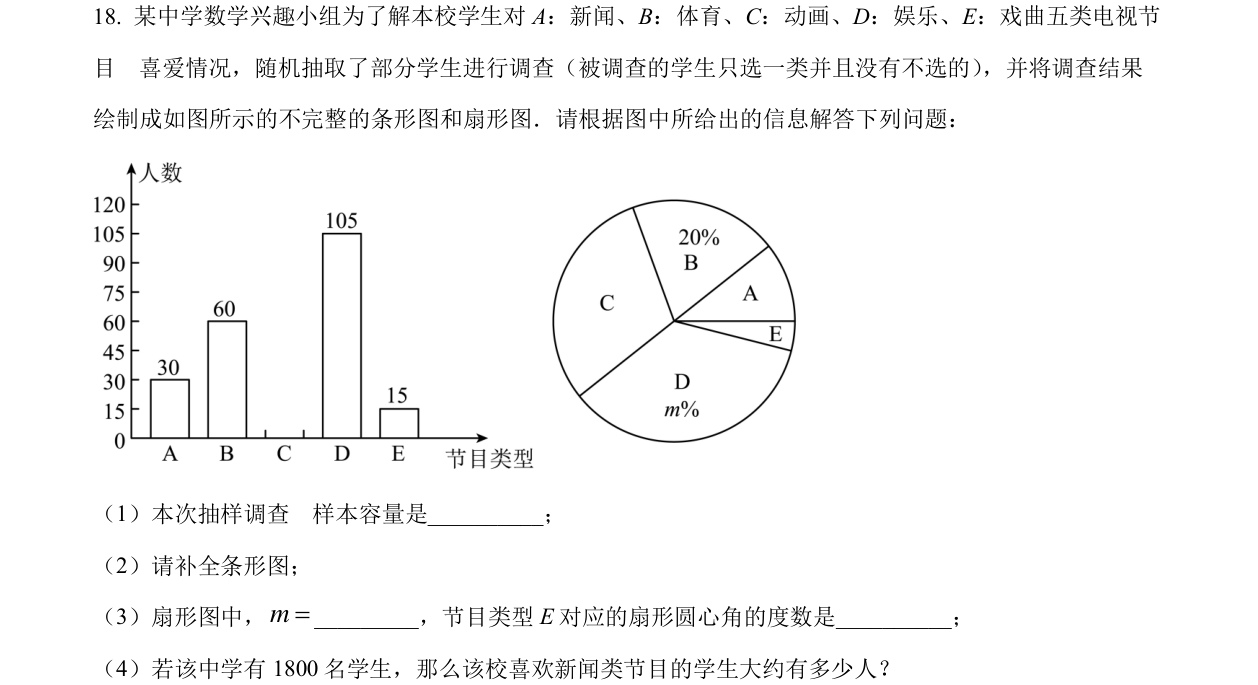 18. 某中学数学兴趣小组为了解本校学生对 A：新闻、B：体育、C：动画、D：娱乐、E：戏曲五类电视节
目　喜爱情况，随机抽取了部分学生进行调查（被调查的学生只选一类并且没有不选的），并将调查结果
绘制成如图所示的不完整的条形图和扇形图．请根据图中所给出的信息解答下列问题：
人数
120
105
90
75
60
45
30
15
0
30
60
105
15
A B C D E
节目类型
20%
B
A
C
E
D
m%
（1）本次抽样调查　样本容量是__________；
（2）请补全条形图；
（3）扇形图中，m＝_________，节目类型 E 对应的扇形圆心角的度数是__________；
（4）若该中学有 1800 名学生，那么该校喜欢新闻类节目的学生大约有多少人？